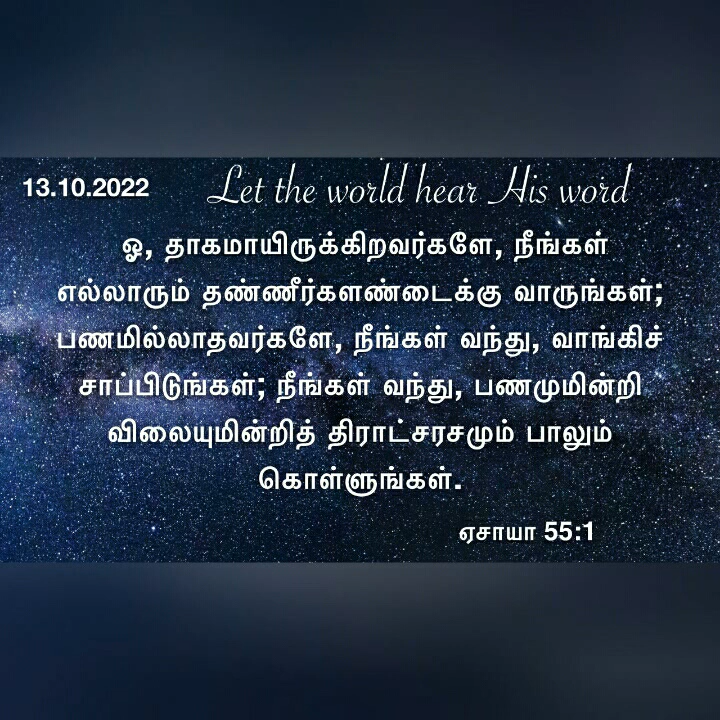 13.10.2022 Let the world hear His word
ஓ, தாகமாயிருக்கிறவர்களே, நீங்கள்
எல்லாரும் தண்ணீர்களண்டைக்கு வாருங்கள்;
பணமில்லாதவர்களே, நீங்கள் வந்து, வாங்கிச்
சாப்பிடுங்கள்; நீங்கள் வந்து, பணமுமின்றி
விலையுமின்றித் திராட்சரசமும் பாலும்
கொள்ளுங்கள்.
ஏசாயா 55:1